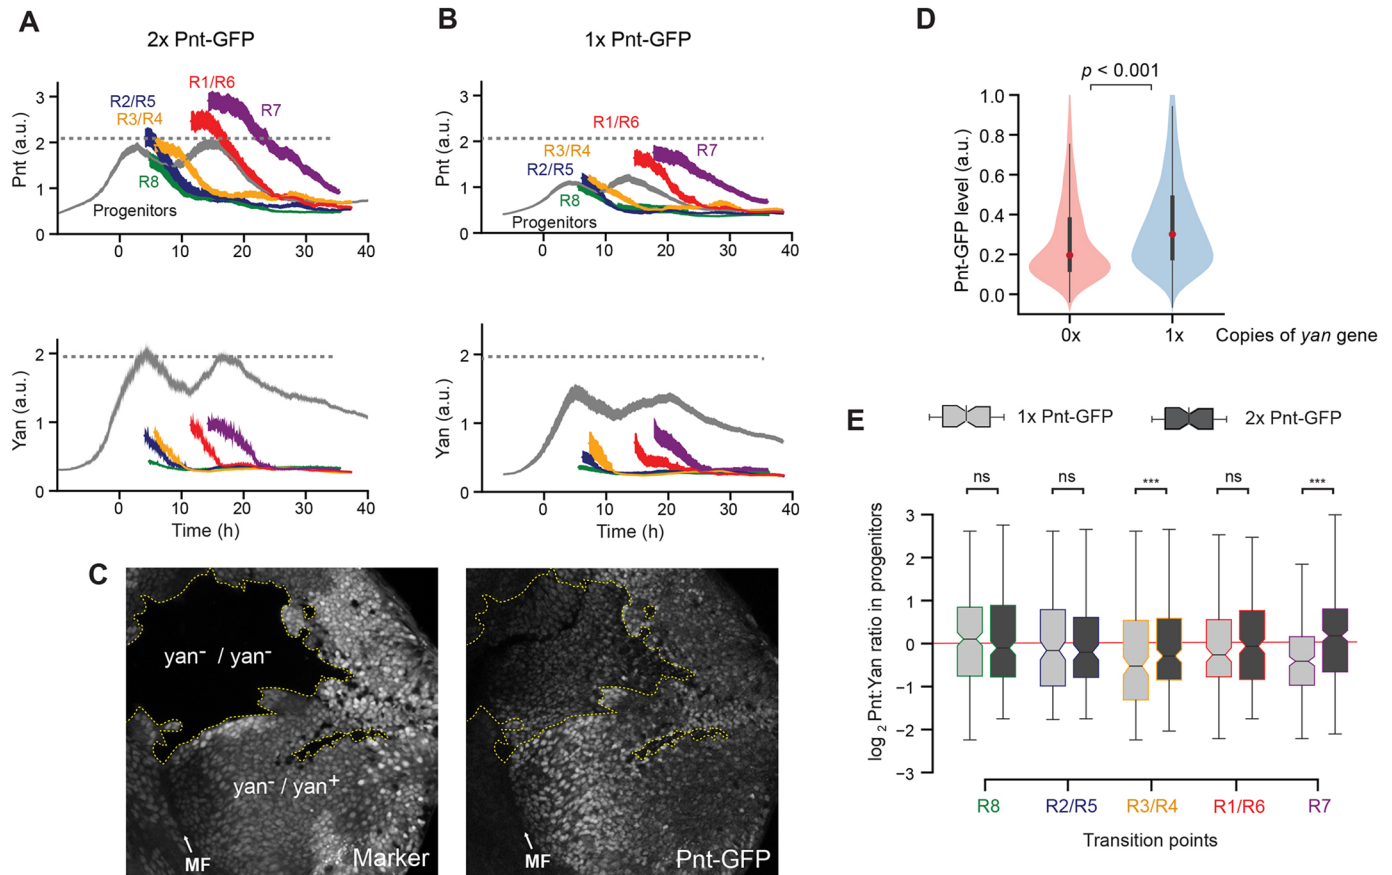 A
2x Pnt-GFP
Pnt (a.u.)
3
2
1
0
R2/R5
R3/R4
R1/R6
R7
R8
Progenitors
0 10 20 30 40
Yan (a.u.)
2
1
0
0 10 20 30 40
Time (h)
B
1x Pnt-GFP
Pnt (a.u.)
3
2
1
0
R1/R6
R3/R4
R2/R5
R7
R8
Progenitors
0 10 20 30 40
Yan (a.u.)
2
1
0
0 10 20 30 40
Time (h)
C
yan- / yan-
yan- / yan+
MF
Marker
MF
Pnt-GFP
D
p < 0.001
Pnt-GFP level (a.u.)
1.0
0.8
0.6
0.4
0.2
0.0
0x 1x Copies of yan gene
E
1x Pnt-GFP 2x Pnt-GFP
ns ns *** ns ***
log 2 Pnt:Yan ratio in progenitors
3
2
1
0
−1
−2
−3
R8 R2/R5 R3/R4 R1/R6 R7
Transition points